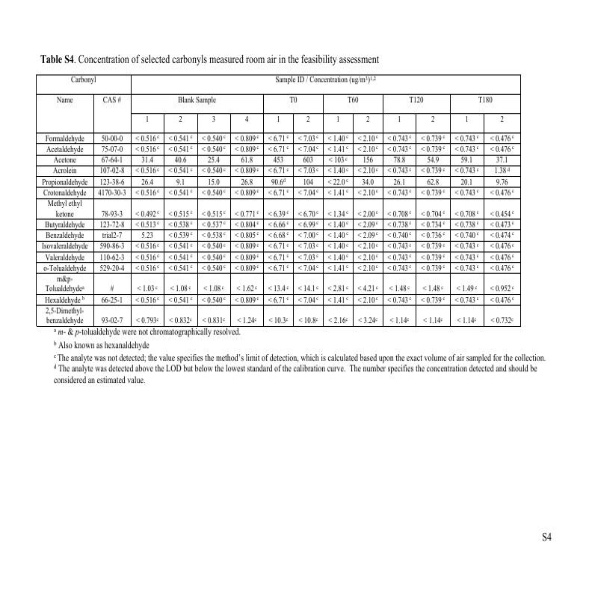 Table S4. Concentration of selected carbonyls measured room air in the feasibility assessment
Carbonyl Sample ID / Concentration (ug/m³)¹,²
Name CAS # Blank Sample T0 T60 T120 T180
1 2 3 4 1 2 1 2 1 2 1 2
Formaldehyde 50-00-0 < 0.516 c < 0.541 c < 0.540 c < 0.809 c < 6.71 c < 7.03 c < 1.40 c < 2.10 c < 0.743 c < 0.739 c < 0.743 c < 0.476 c
Acetaldehyde 75-07-0 < 0.516 c < 0.541 c < 0.540 c < 0.809 c < 6.71 c < 7.04 c < 1.41 c < 2.10 c < 0.743 c < 0.739 c < 0.743 c < 0.476 c
Acetone 67-64-1 31.4 40.6 25.4 61.8 453 603 < 103 c 156 78.8 54.9 59.1 37.1
Acrolein 107-02-8 < 0.516 c < 0.541 c < 0.540 c < 0.809 c < 6.71 c < 7.03 c < 1.40 c < 2.10 c < 0.743 c < 0.739 c < 0.743 c 1.38 d
Propionaldehyde 123-38-6 26.4 9.1 15.0 26.8 90.6 d 104 < 22.0 c 34.0 26.1 62.8 20.1 9.76
Crotonaldehyde 4170-30-3 < 0.516 c < 0.541 c < 0.540 c < 0.809 c < 6.71 c < 7.04 c < 1.41 c < 2.10 c < 0.743 c < 0.739 c < 0.743 c < 0.476 c
Methyl ethyl
ketone 78-93-3 < 0.492 c < 0.515 c < 0.515 c < 0.771 c < 6.39 c < 6.70 c < 1.34 c < 2.00 c < 0.708 c < 0.704 c < 0.708 c < 0.454 c
Butyraldehyde 123-72-8 < 0.513 c < 0.538 c < 0.537 c < 0.804 c < 6.66 c < 6.99 c < 1.40 c < 2.09 c < 0.738 c < 0.734 c < 0.738 c < 0.473 c
Benzaldehyde trial2-7 5.23 < 0.539 c < 0.538 c < 0.805 c < 6.68 c < 7.00 c < 1.40 c < 2.09 c < 0.740 c < 0.736 c < 0.740 c < 0.474 c
Isovaleraldehyde 590-86-3 < 0.516 c < 0.541 c < 0.540 c < 0.809 c < 6.71 c < 7.03 c < 1.40 c < 2.10 c < 0.743 c < 0.739 c < 0.743 c < 0.476 c
Valeraldehyde 110-62-3 < 0.516 c < 0.541 c < 0.540 c < 0.809 c < 6.71 c < 7.03 c < 1.40 c < 2.10 c < 0.743 c < 0.739 c < 0.743 c < 0.476 c
o-Tolualdehyde 529-20-4 < 0.516 c < 0.541 c < 0.540 c < 0.809 c < 6.71 c < 7.04 c < 1.41 c < 2.10 c < 0.743 c < 0.739 c < 0.743 c < 0.476 c
m&p-
Tolualdehyde a # < 1.03 c < 1.08 c < 1.08 c < 1.62 c < 13.4 c < 14.1 c < 2.81 c < 4.21 c < 1.48 c < 1.48 c < 1.49 c < 0.952 c
Hexaldehyde b 66-25-1 < 0.516 c < 0.541 c < 0.540 c < 0.809 c < 6.71 c < 7.04 c < 1.41 c < 2.10 c < 0.743 c < 0.739 c < 0.743 c < 0.476 c
2,5-Dimethyl-
benzaldehyde 93-02-7 < 0.793 c < 0.832 c < 0.831 c < 1.24 c < 10.3 c < 10.8 c < 2.16 c < 3.24 c < 1.14 c < 1.14 c < 1.14 c < 0.732 c
a m- & p-tolualdehyde were not chromatographically resolved.
b Also known as hexanaldehyde
c The analyte was not detected; the value specifies the method's limit of detection, which is calculated based upon the exact volume of air sampled for the collection.
d The analyte was detected above the LOD but below the lowest standard of the calibration curve. The number specifies the concentration detected and should be
considered an estimated value.
S4